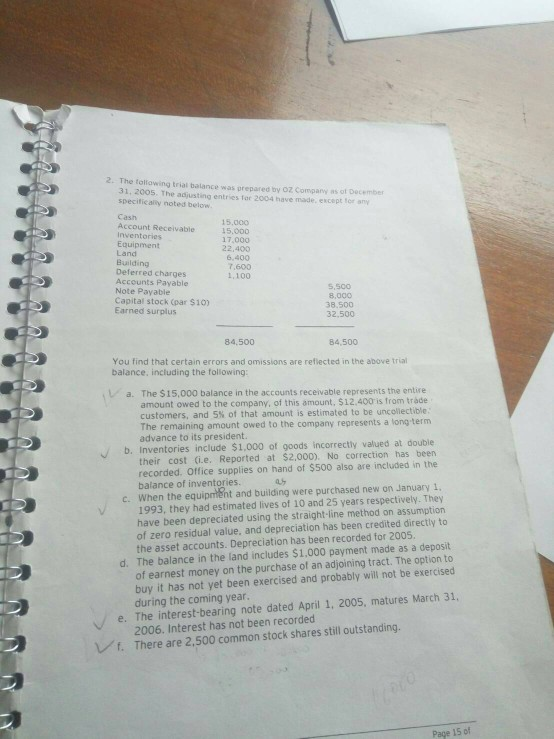 2. The following trial balance was prepared by OZ Company as of December
31, 2005. The adjusting entries for 2004 have made, except for any
specifically noted below.
Cash 15,000
Account Receivable 15,000
Inventories 17,000
Equipment 22,400
Land 6,400
Building 7,600
Deferred charges 1,100
Accounts Payable 5,500
Note Payable 8,000
Capital stock (par $10) 38,500
Earned surplus 32,500
84,500 84,500
You find that certain errors and omissions are reflected in the above trial
balance, including the following:
a. The $15,000 balance in the accounts receivable represents the entire
amount owed to the company; of this amount, $12,400 is from trade
customers, and 5% of that amount is estimated to be uncollectible.
The remaining amount owed to the company represents a long-term
advance to its president.
b. Inventories include $1,000 of goods incorrectly valued at double
their cost (i.e. Reported at $2,000). No correction has been
recorded. Office supplies on hand of $500 also are included in the
balance of inventories.
c. When the equipment and building were purchased new on January 1,
1993, they had estimated lives of 10 and 25 years respectively. They
have been depreciated using the straight-line method on assumption
of zero residual value, and depreciation has been credited directly to
the asset accounts. Depreciation has been recorded for 2005.
d. The balance in the land includes $1,000 payment made as a deposit
of earnest money on the purchase of an adjoining tract. The option to
buy it has not yet been exercised and probably will not be exercised
during the coming year.
e. The interest-bearing note dated April 1, 2005, matures March 31,
2006. Interest has not been recorded
f. There are 2,500 common stock shares still outstanding.
Page 15 of